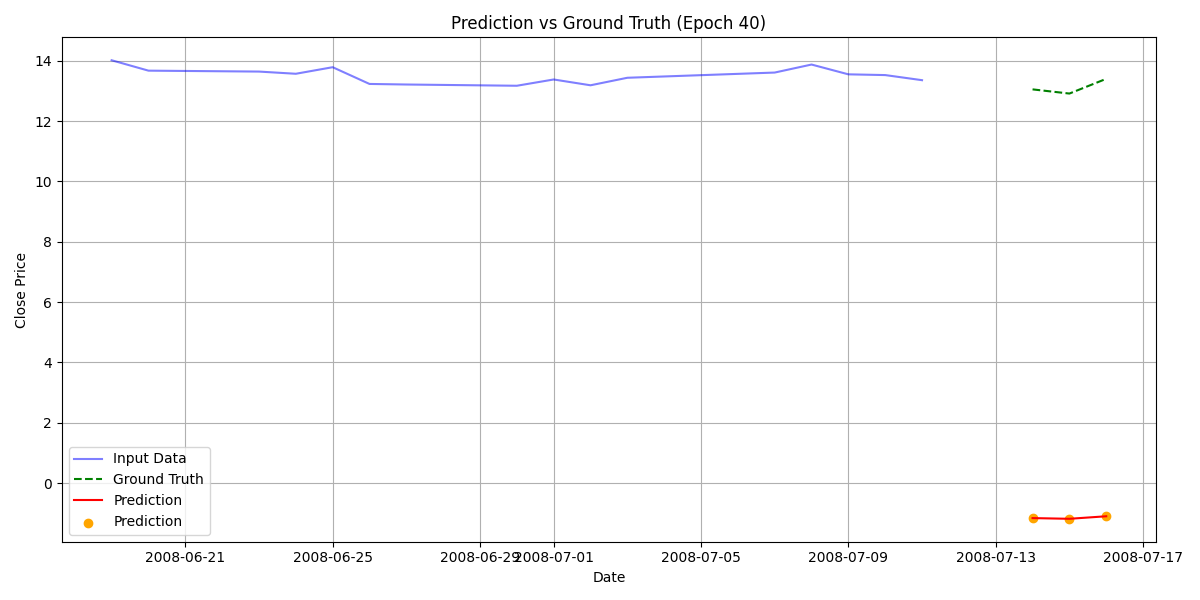 Prediction vs Ground Truth (Epoch 40)
Close Price
14
12
10
8
6
4
2
0
Input Data
Ground Truth
Prediction
Prediction
2008-06-21 2008-06-25 2008-06-29 2008-07-01 2008-07-05 2008-07-09 2008-07-13 2008-07-17
Date